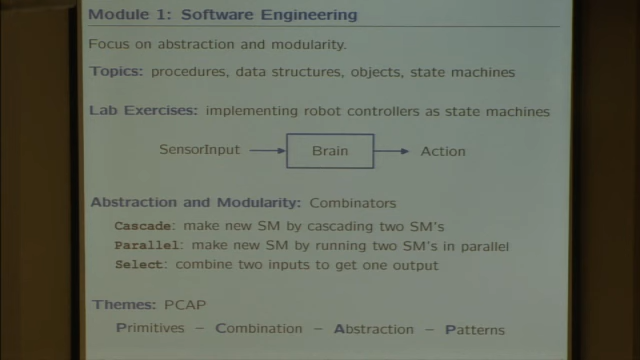 Module 1: Software Engineering
Focus on abstraction and modularity.
Topics: procedures, data structures, objects, state machines
Lab Exercises: implementing robot controllers as state machines
SensorInput Brain Action
Abstraction and Modularity: Combinators
Cascade: make new SM by cascading two SM's
Parallel: make new SM by running two SM's in parallel
Select: combine two inputs to get one output
Themes: PCAP
Primitives – Combination – Abstraction – Patterns